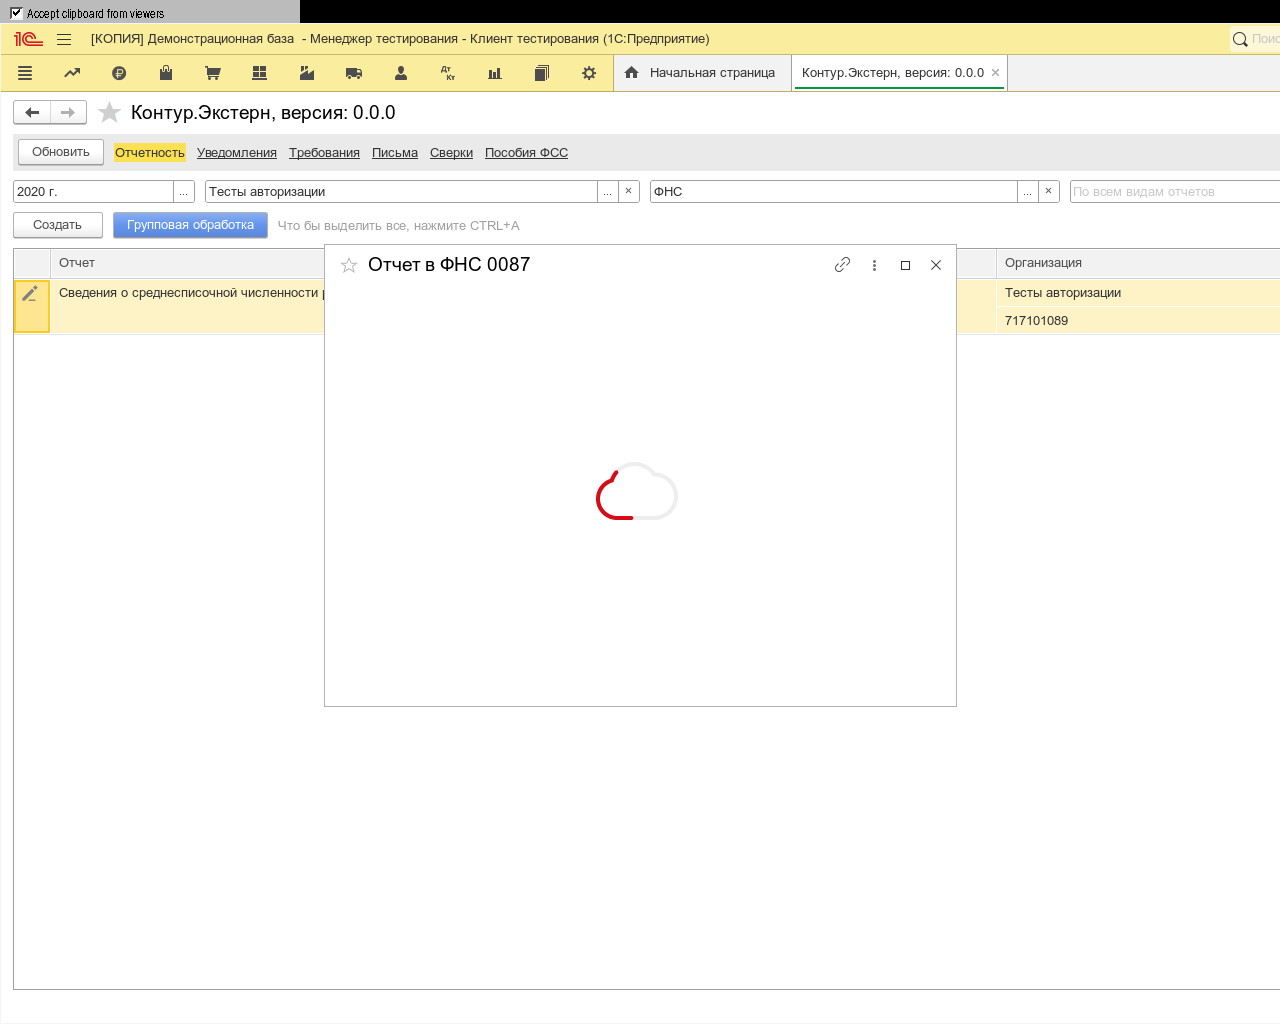 Accept clipboard from viewers
[КОПИЯ] Демонстрационная база - Менеджер тестирования - Клиент тестирования (1С:Предприятие)
Дт Кт
Начальная страница
Контур.Экстерн, версия: 0.0.0
Контур.Экстерн, версия: 0.0.0
Обновить Отчетность Уведомления Требования Письма Сверки Пособия ФСС
2020 г. ... Тесты авторизации ... × ФНС ... × По всем видам отчетов
Создать Групповая обработка Что бы выделить все, нажмите CTRL+A
Отчет Организация
Отчет в ФНС 0087
Сведения о среднесписочной численности Тесты авторизации
717101089